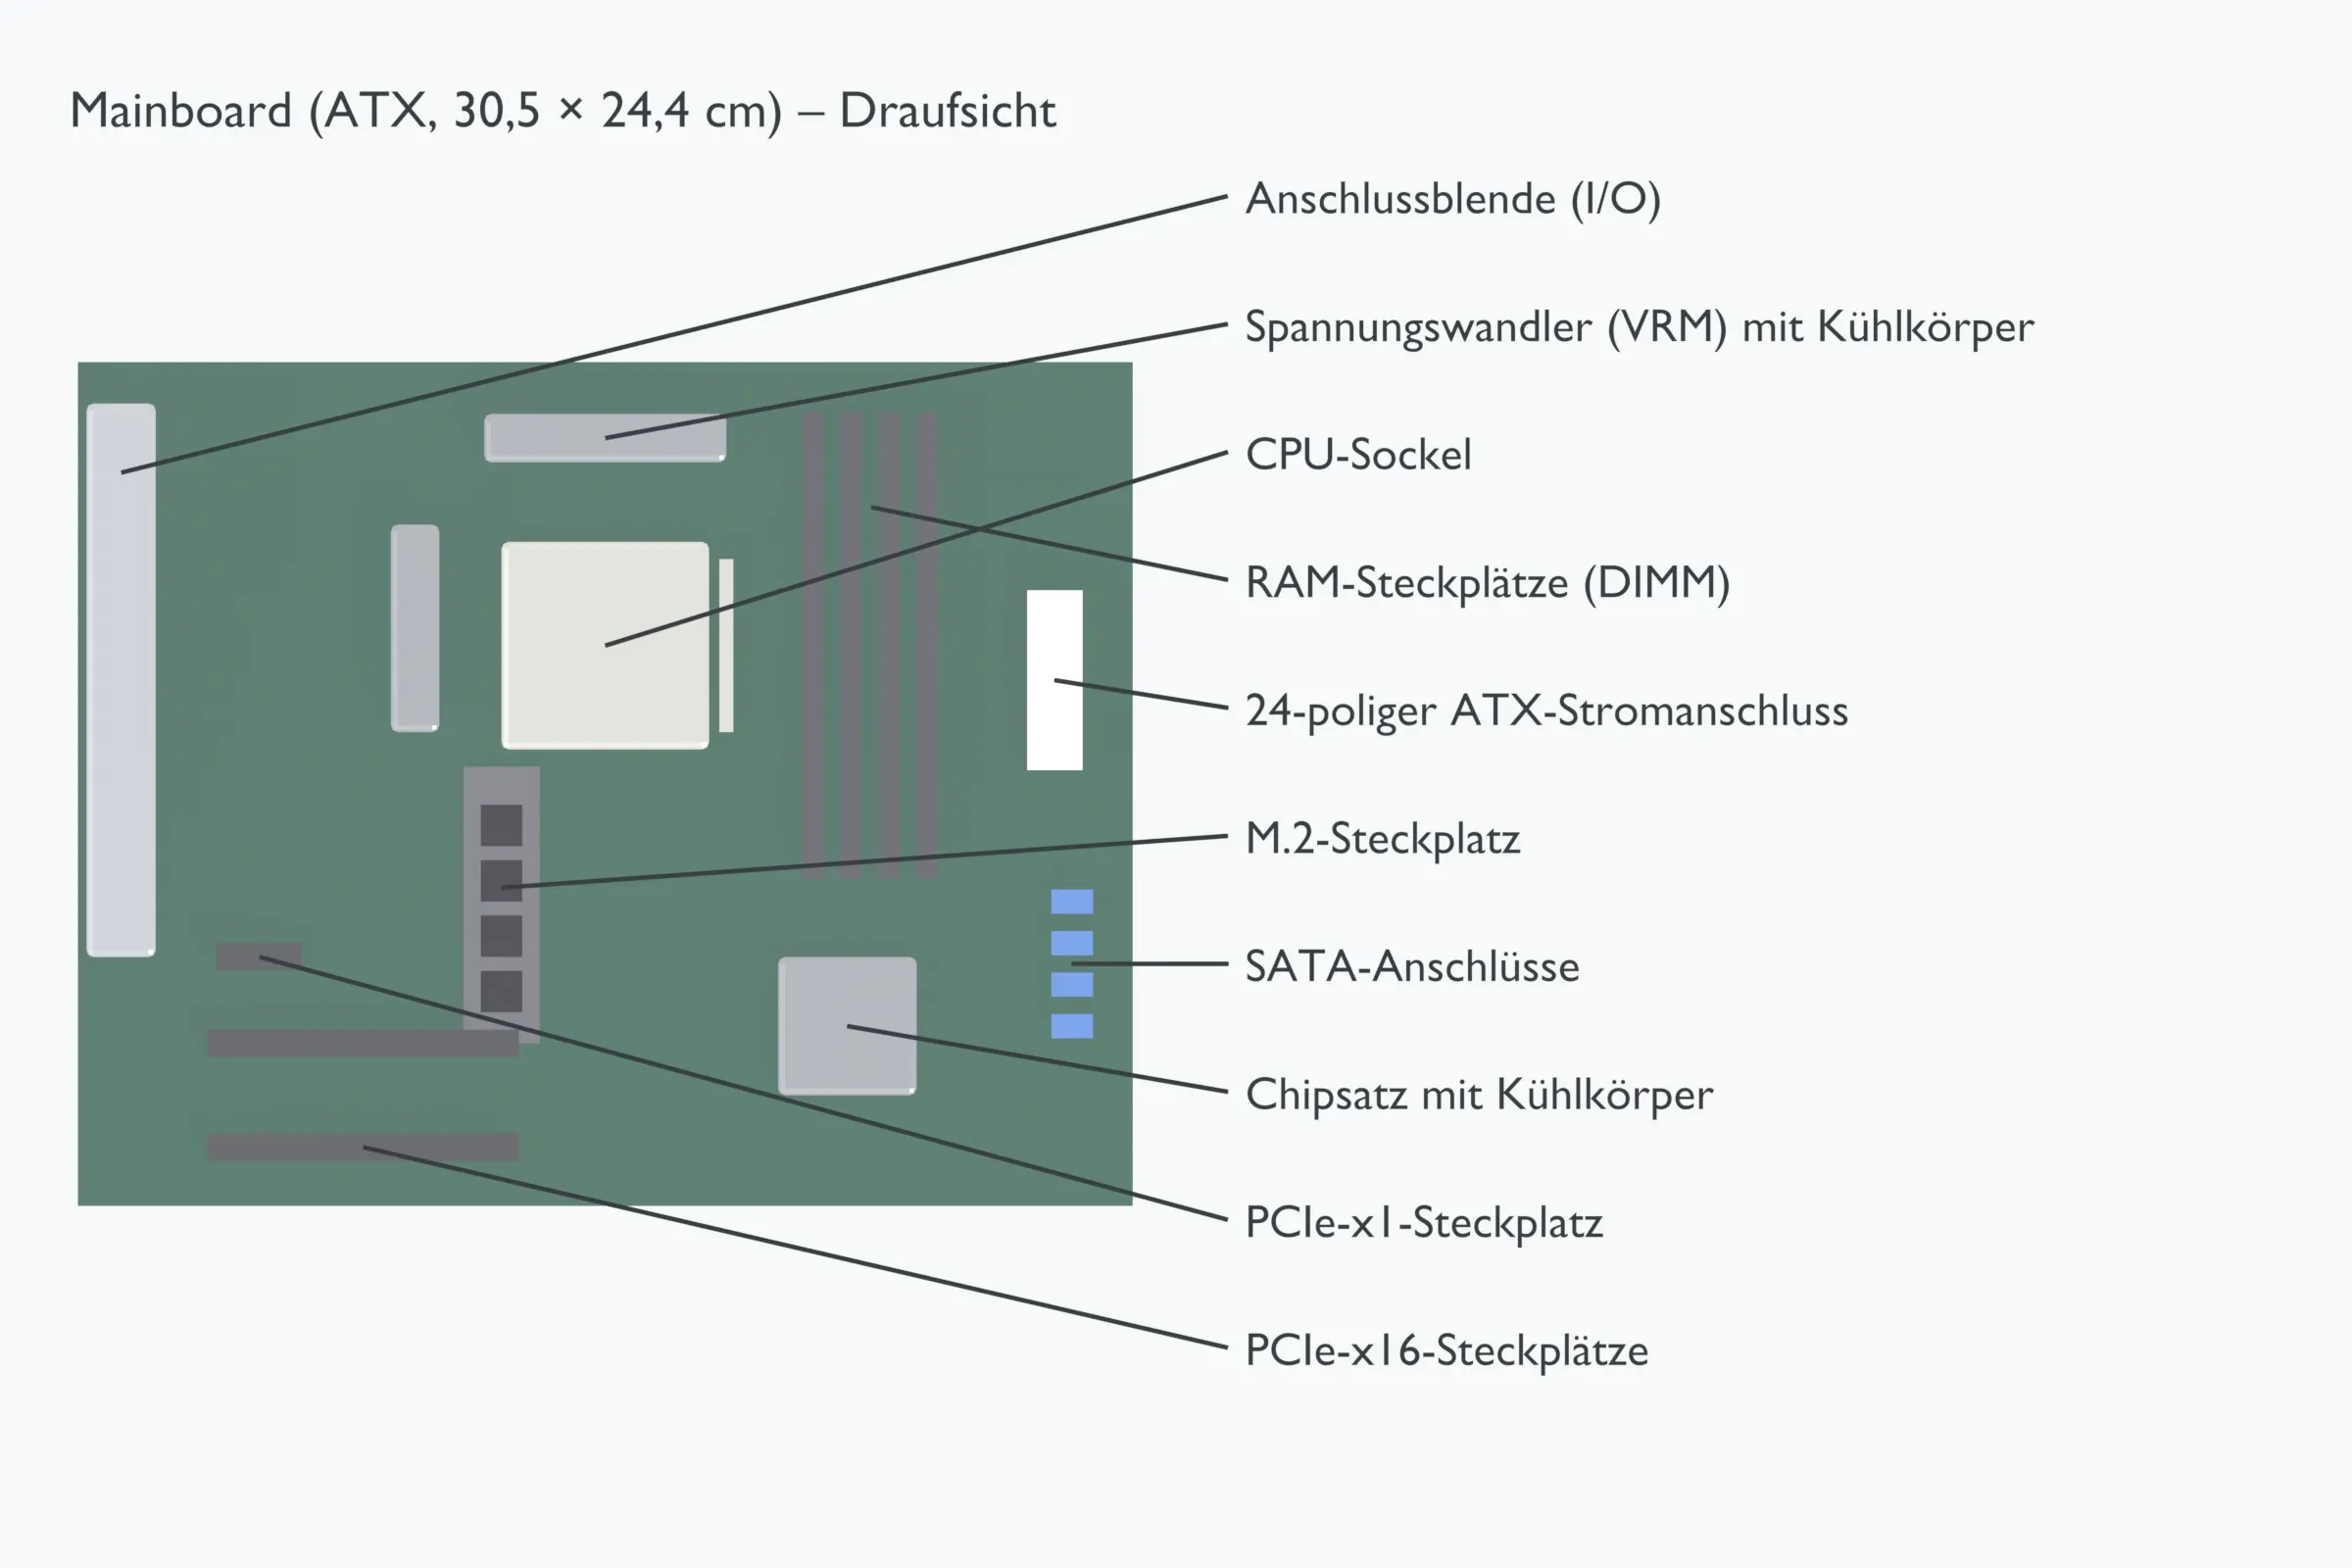 Mainboard (ATX, 30,5 × 24,4 cm) – Draufsicht
Anschlussblende (I/O)
Spannungswandler (VRM) mit Kühlkörper
CPU-Sockel
RAM-Steckplätze (DIMM)
24-poliger ATX-Stromanschluss
M.2-Steckplatz
SATA-Anschlüsse
Chipsatz mit Kühlkörper
PCIe-x1-Steckplatz
PCIe-x16-Steckplätze